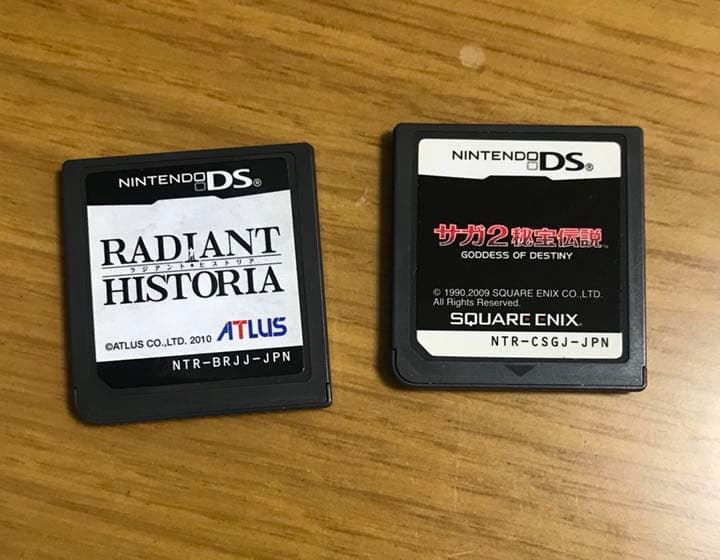 NINTENDO DS®
RADIANT
ラジアント・ヒストリア
HISTORIA
©ATLUS CO.,LTD. 2010 ATLUS
NTR-BRJJ-JPN
NINTENDO DS®
サガ2秘宝伝説™
GODDESS OF DESTINY
© 1990,2009 SQUARE ENIX CO.,LTD.
All Rights Reserved.
SQUARE ENIX.
NTR-CSGJ-JPN